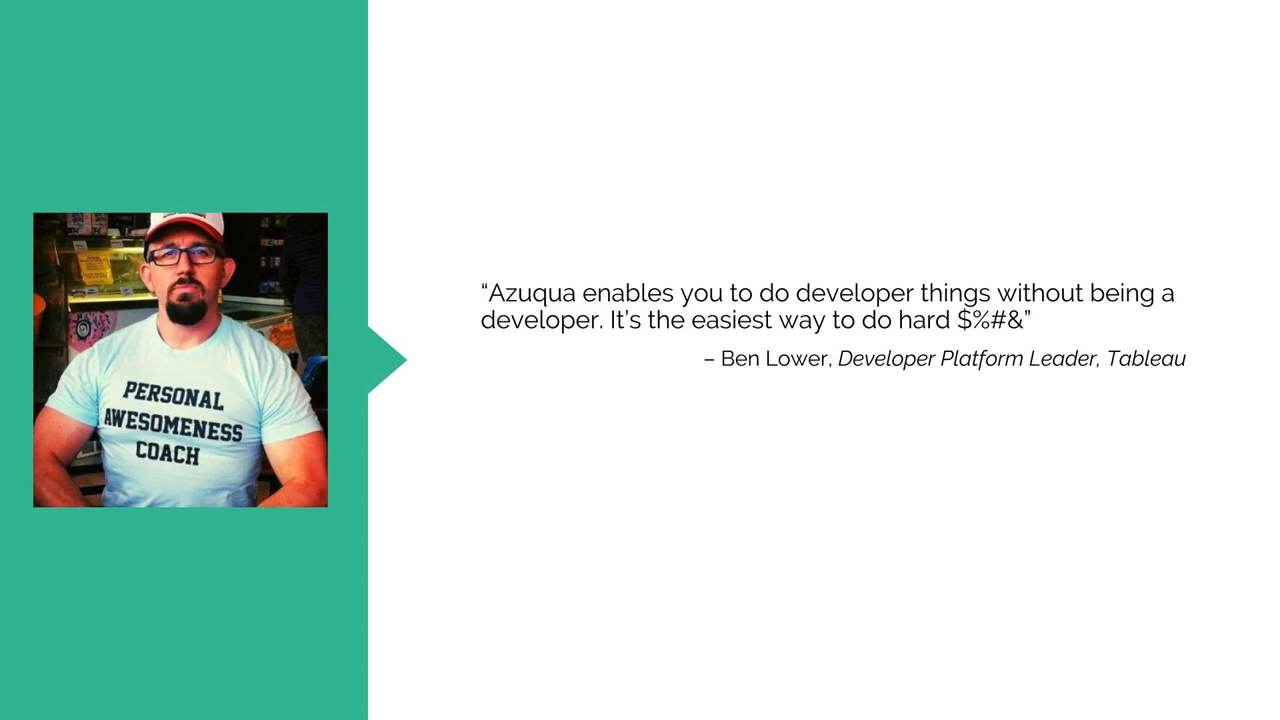 PERSONAL
AWESOMENESS
COACH
“Azuqua enables you to do developer things without being a
developer. It’s the easiest way to do hard $%#&”
– Ben Lower, Developer Platform Leader, Tableau